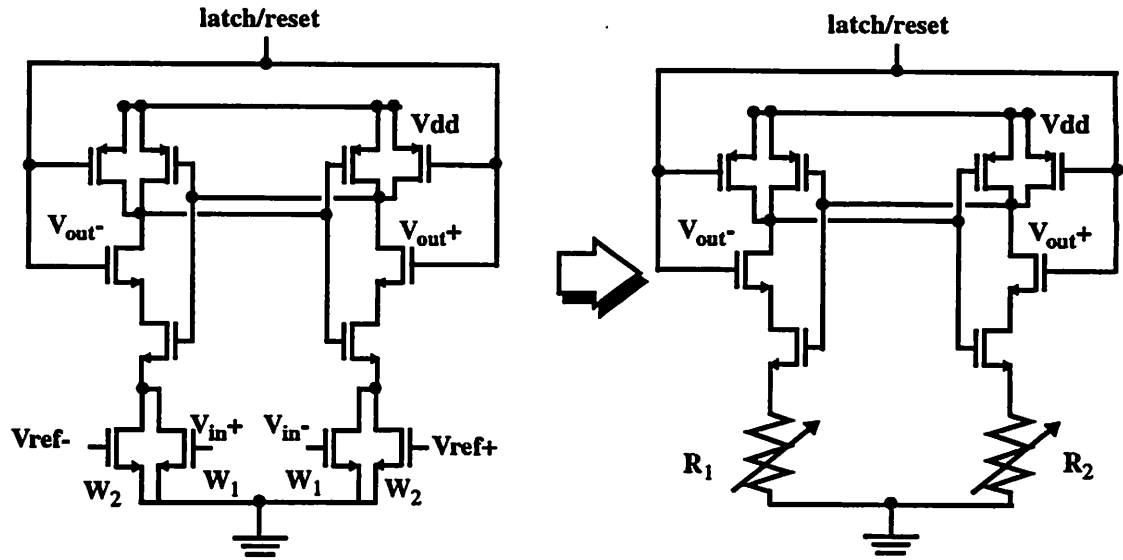 latch/reset
Vdd
Vout-
Vout+
Vref-
Vin+
Vin-
Vref+
W2
W1
W1
W2
latch/reset
Vdd
Vout-
Vout+
R1
R2